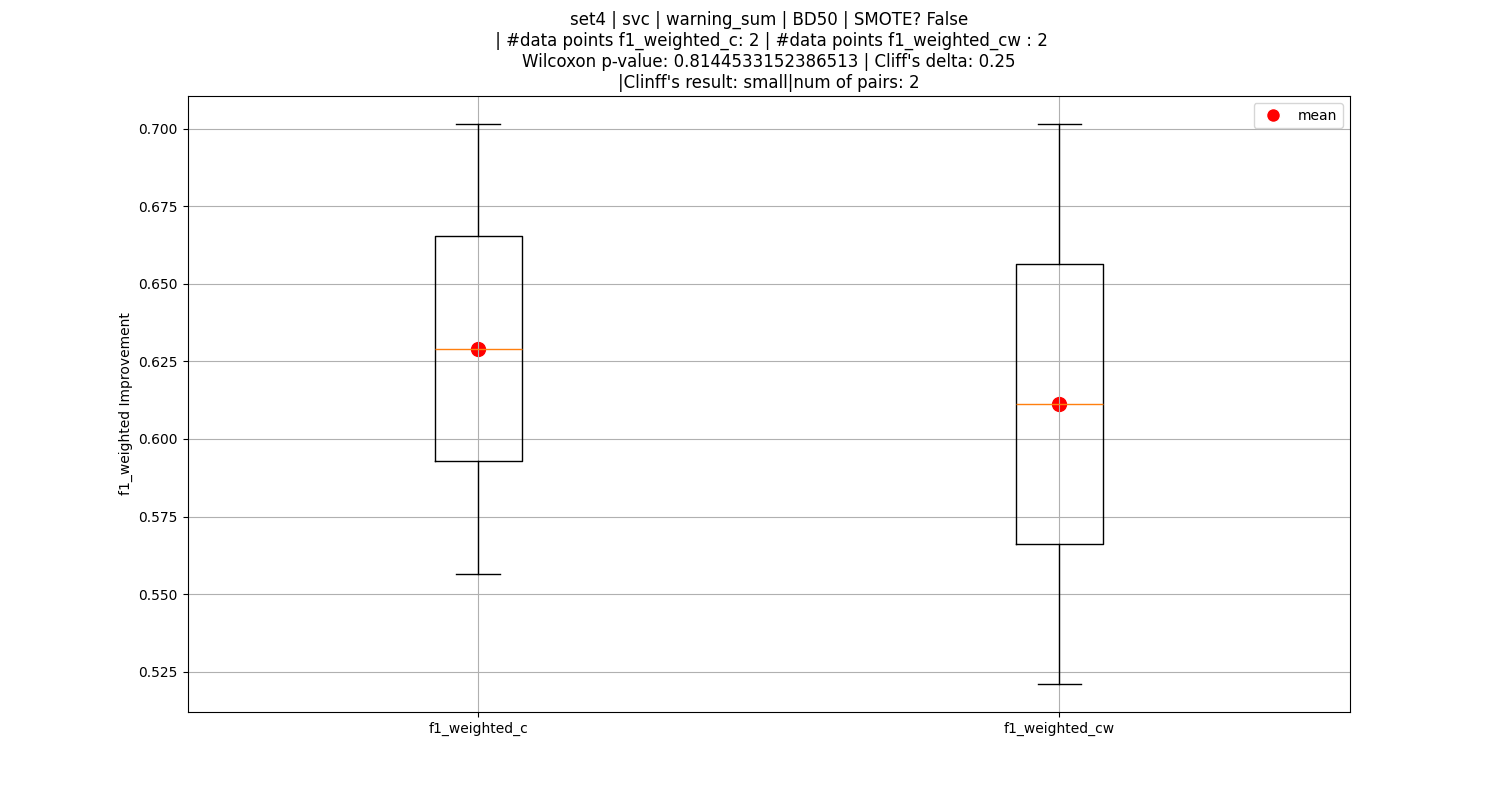 set4 | svc | warning_sum | BD50 | SMOTE? False
| #data points f1_weighted_c: 2 | #data points f1_weighted_cw : 2
Wilcoxon p-value: 0.8144533152386513 | Cliff's delta: 0.25
|Clinff's result: small|num of pairs: 2
mean
0.700
0.675
0.650
0.625
0.600
0.575
0.550
0.525
f1_weighted Improvement
f1_weighted_c
f1_weighted_cw